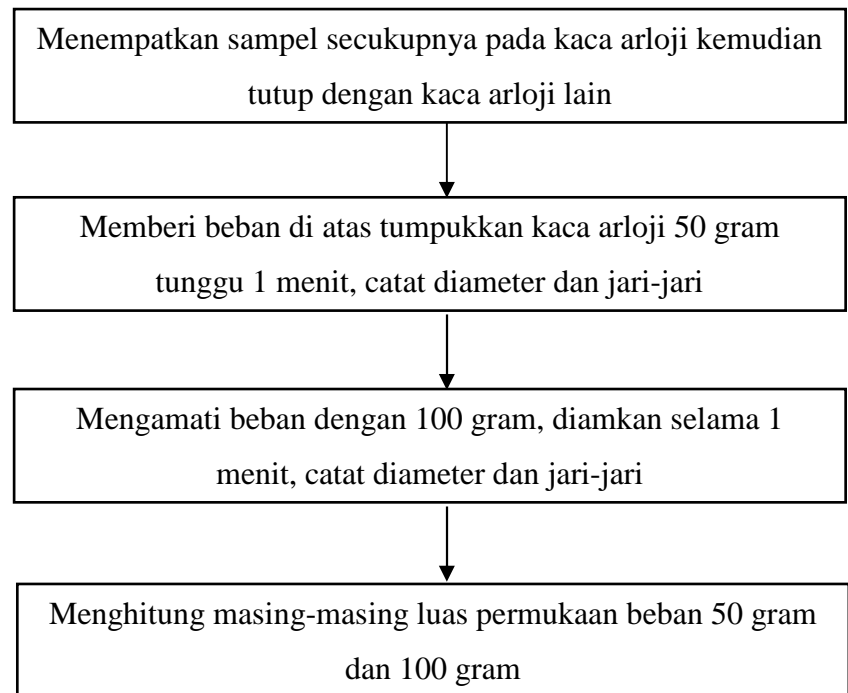 Menempatkan sampel secukupnya pada kaca arloji kemudian
tutup dengan kaca arloji lain
Memberi beban di atas tumpukkan kaca arloji 50 gram
tunggu 1 menit, catat diameter dan jari-jari
Mengamati beban dengan 100 gram, diamkan selama 1
menit, catat diameter dan jari-jari
Menghitung masing-masing luas permukaan beban 50 gram
dan 100 gram